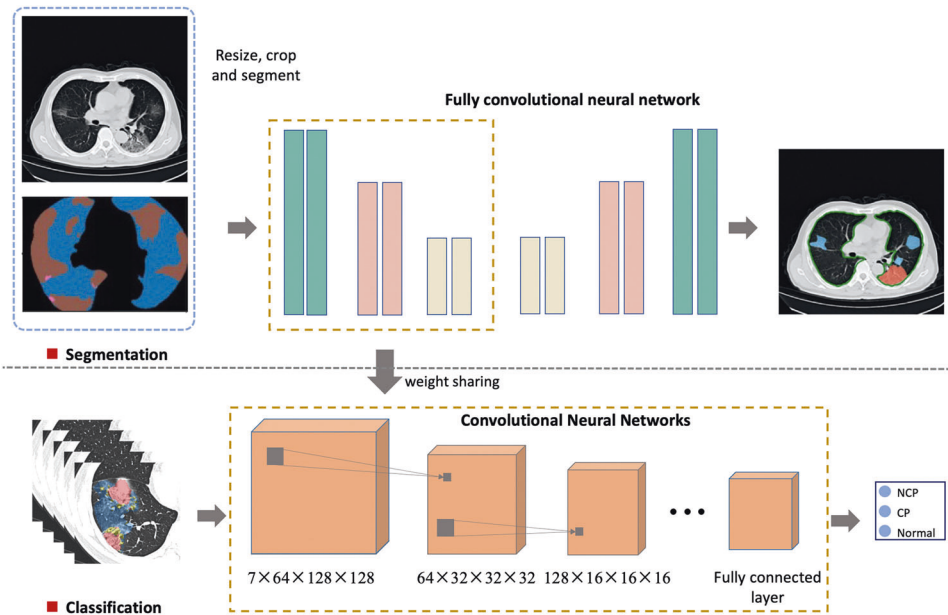 Resize, crop
and segment
Fully convolutional neural network
Segmentation
weight sharing
Convolutional Neural Networks
7×64×128×128
64×32×32×32
128×16×16×16
Fully connected
layer
NCP
CP
Normal
Classification